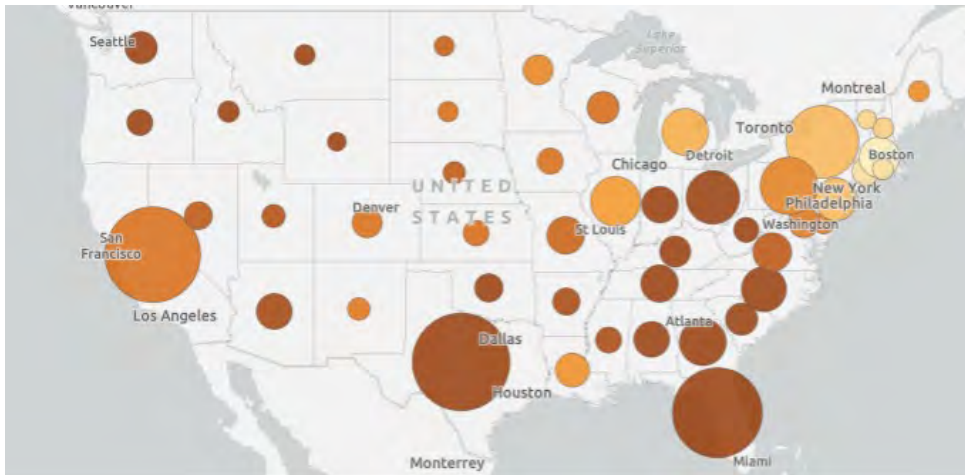 Vancouver
Seattle
Lake
Superior
Montreal
Toronto
Detroit
Boston
Chicago
UNITED
STATES
Denver
New York
Philadelphia
Washington
St Louis
San
Francisco
Los Angeles
Atlanta
Dallas
Houston
Monterrey
Miami